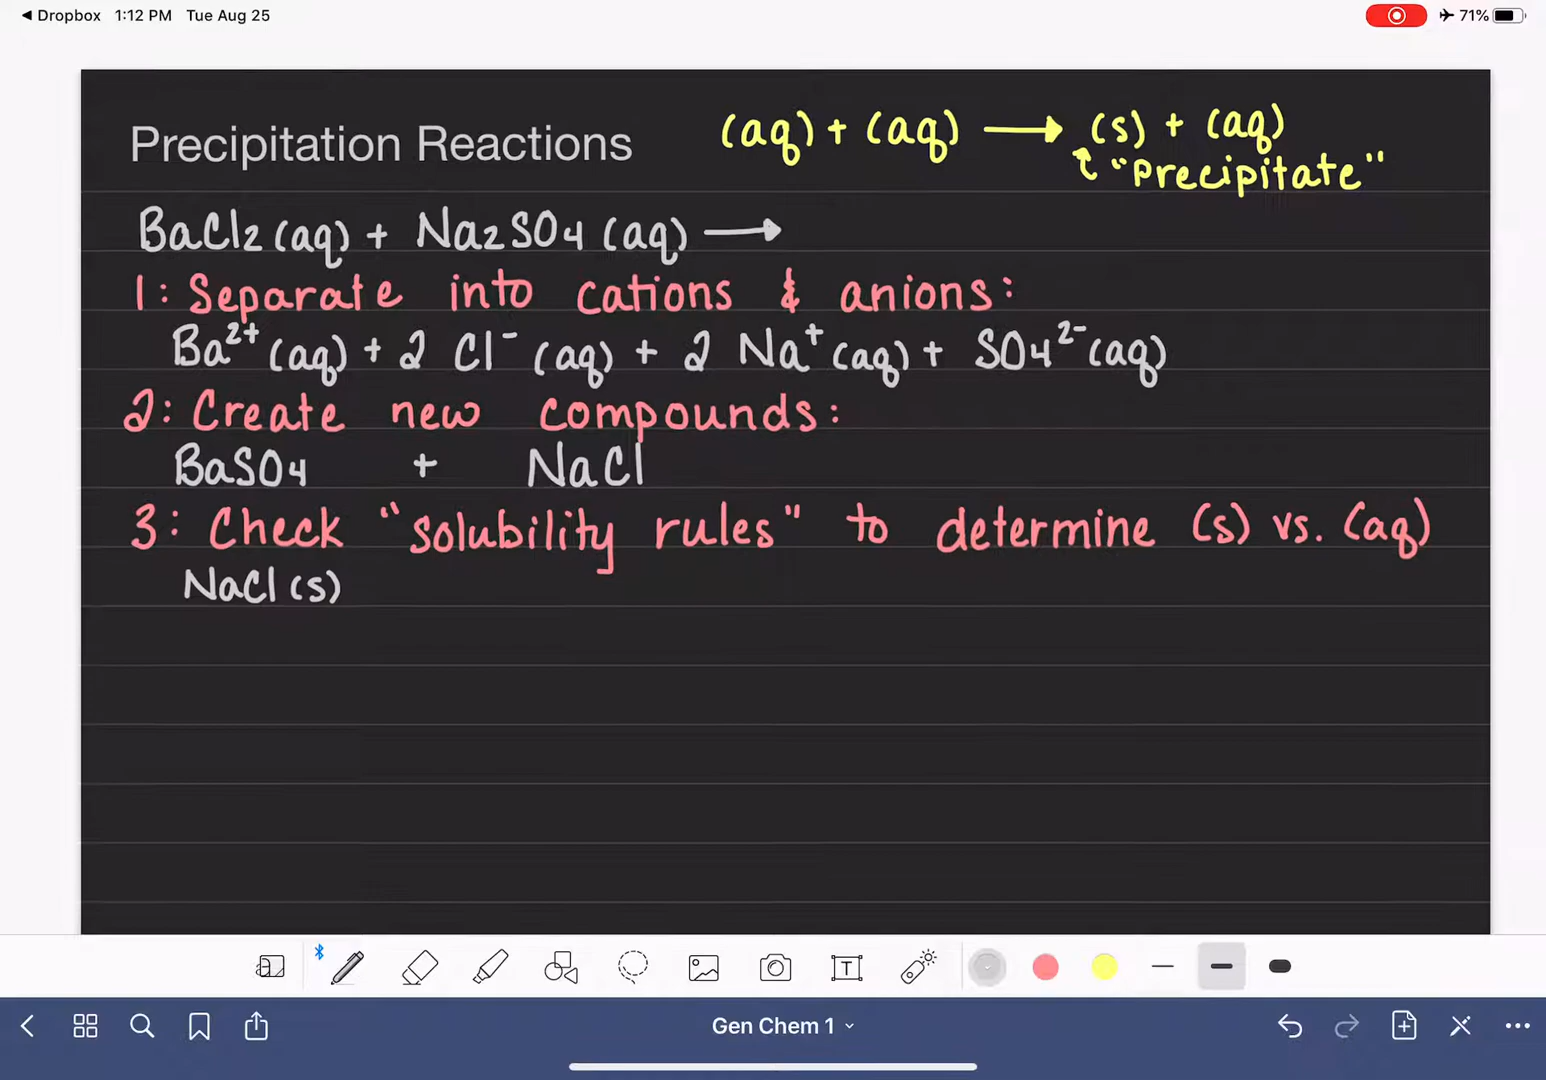 Dropbox 1:12 PM Tue Aug 25 71%
Precipitation Reactions (aq) + (aq) ⟶ (s) + (aq)
"Precipitate"
BaCl₂(aq) + Na₂SO₄(aq) ⟶
1: Separate into cations & anions:
Ba²⁺(aq) + 2 Cl⁻(aq) + 2 Na⁺(aq) + SO₄²⁻(aq)
2: Create new compounds:
BaSO₄ + NaCl
3: Check "solubility rules" to determine (s) vs. (aq)
NaCl(s)
T
Gen Chem 1